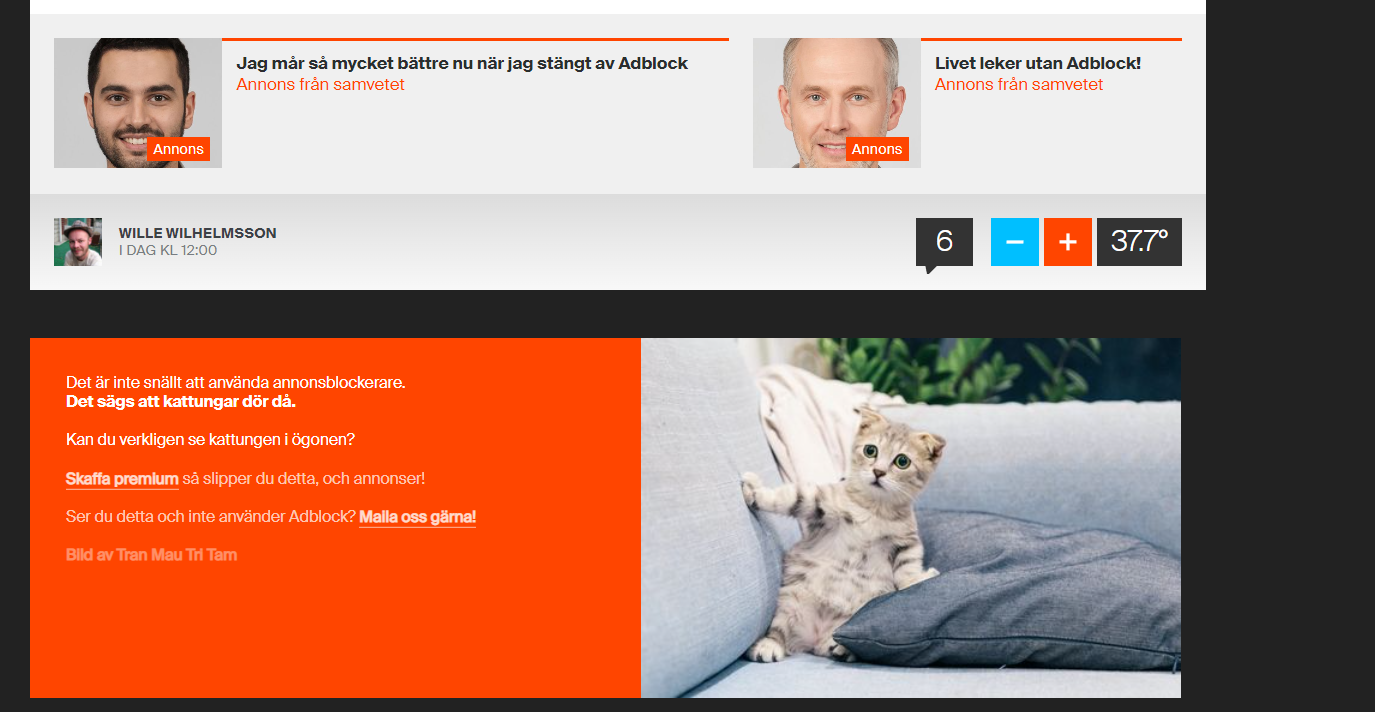 Jag mår så mycket bättre nu när jag stängt av Adblock
Annons från samvetet
Annons
Livet leker utan Adblock!
Annons från samvetet
Annons
WILLE WILHELMSSON
I DAG KL 12:00
6
−
+
37.7°
Det är inte snällt att använda annonsblockerare.
Det sägs att kattungar dör då.
Kan du verkligen se kattungen i ögonen?
Skaffa premium så slipper du detta, och annonser!
Ser du detta och inte använder Adblock? Maila oss gärna!
Bild av Tran Mau Tri Tam